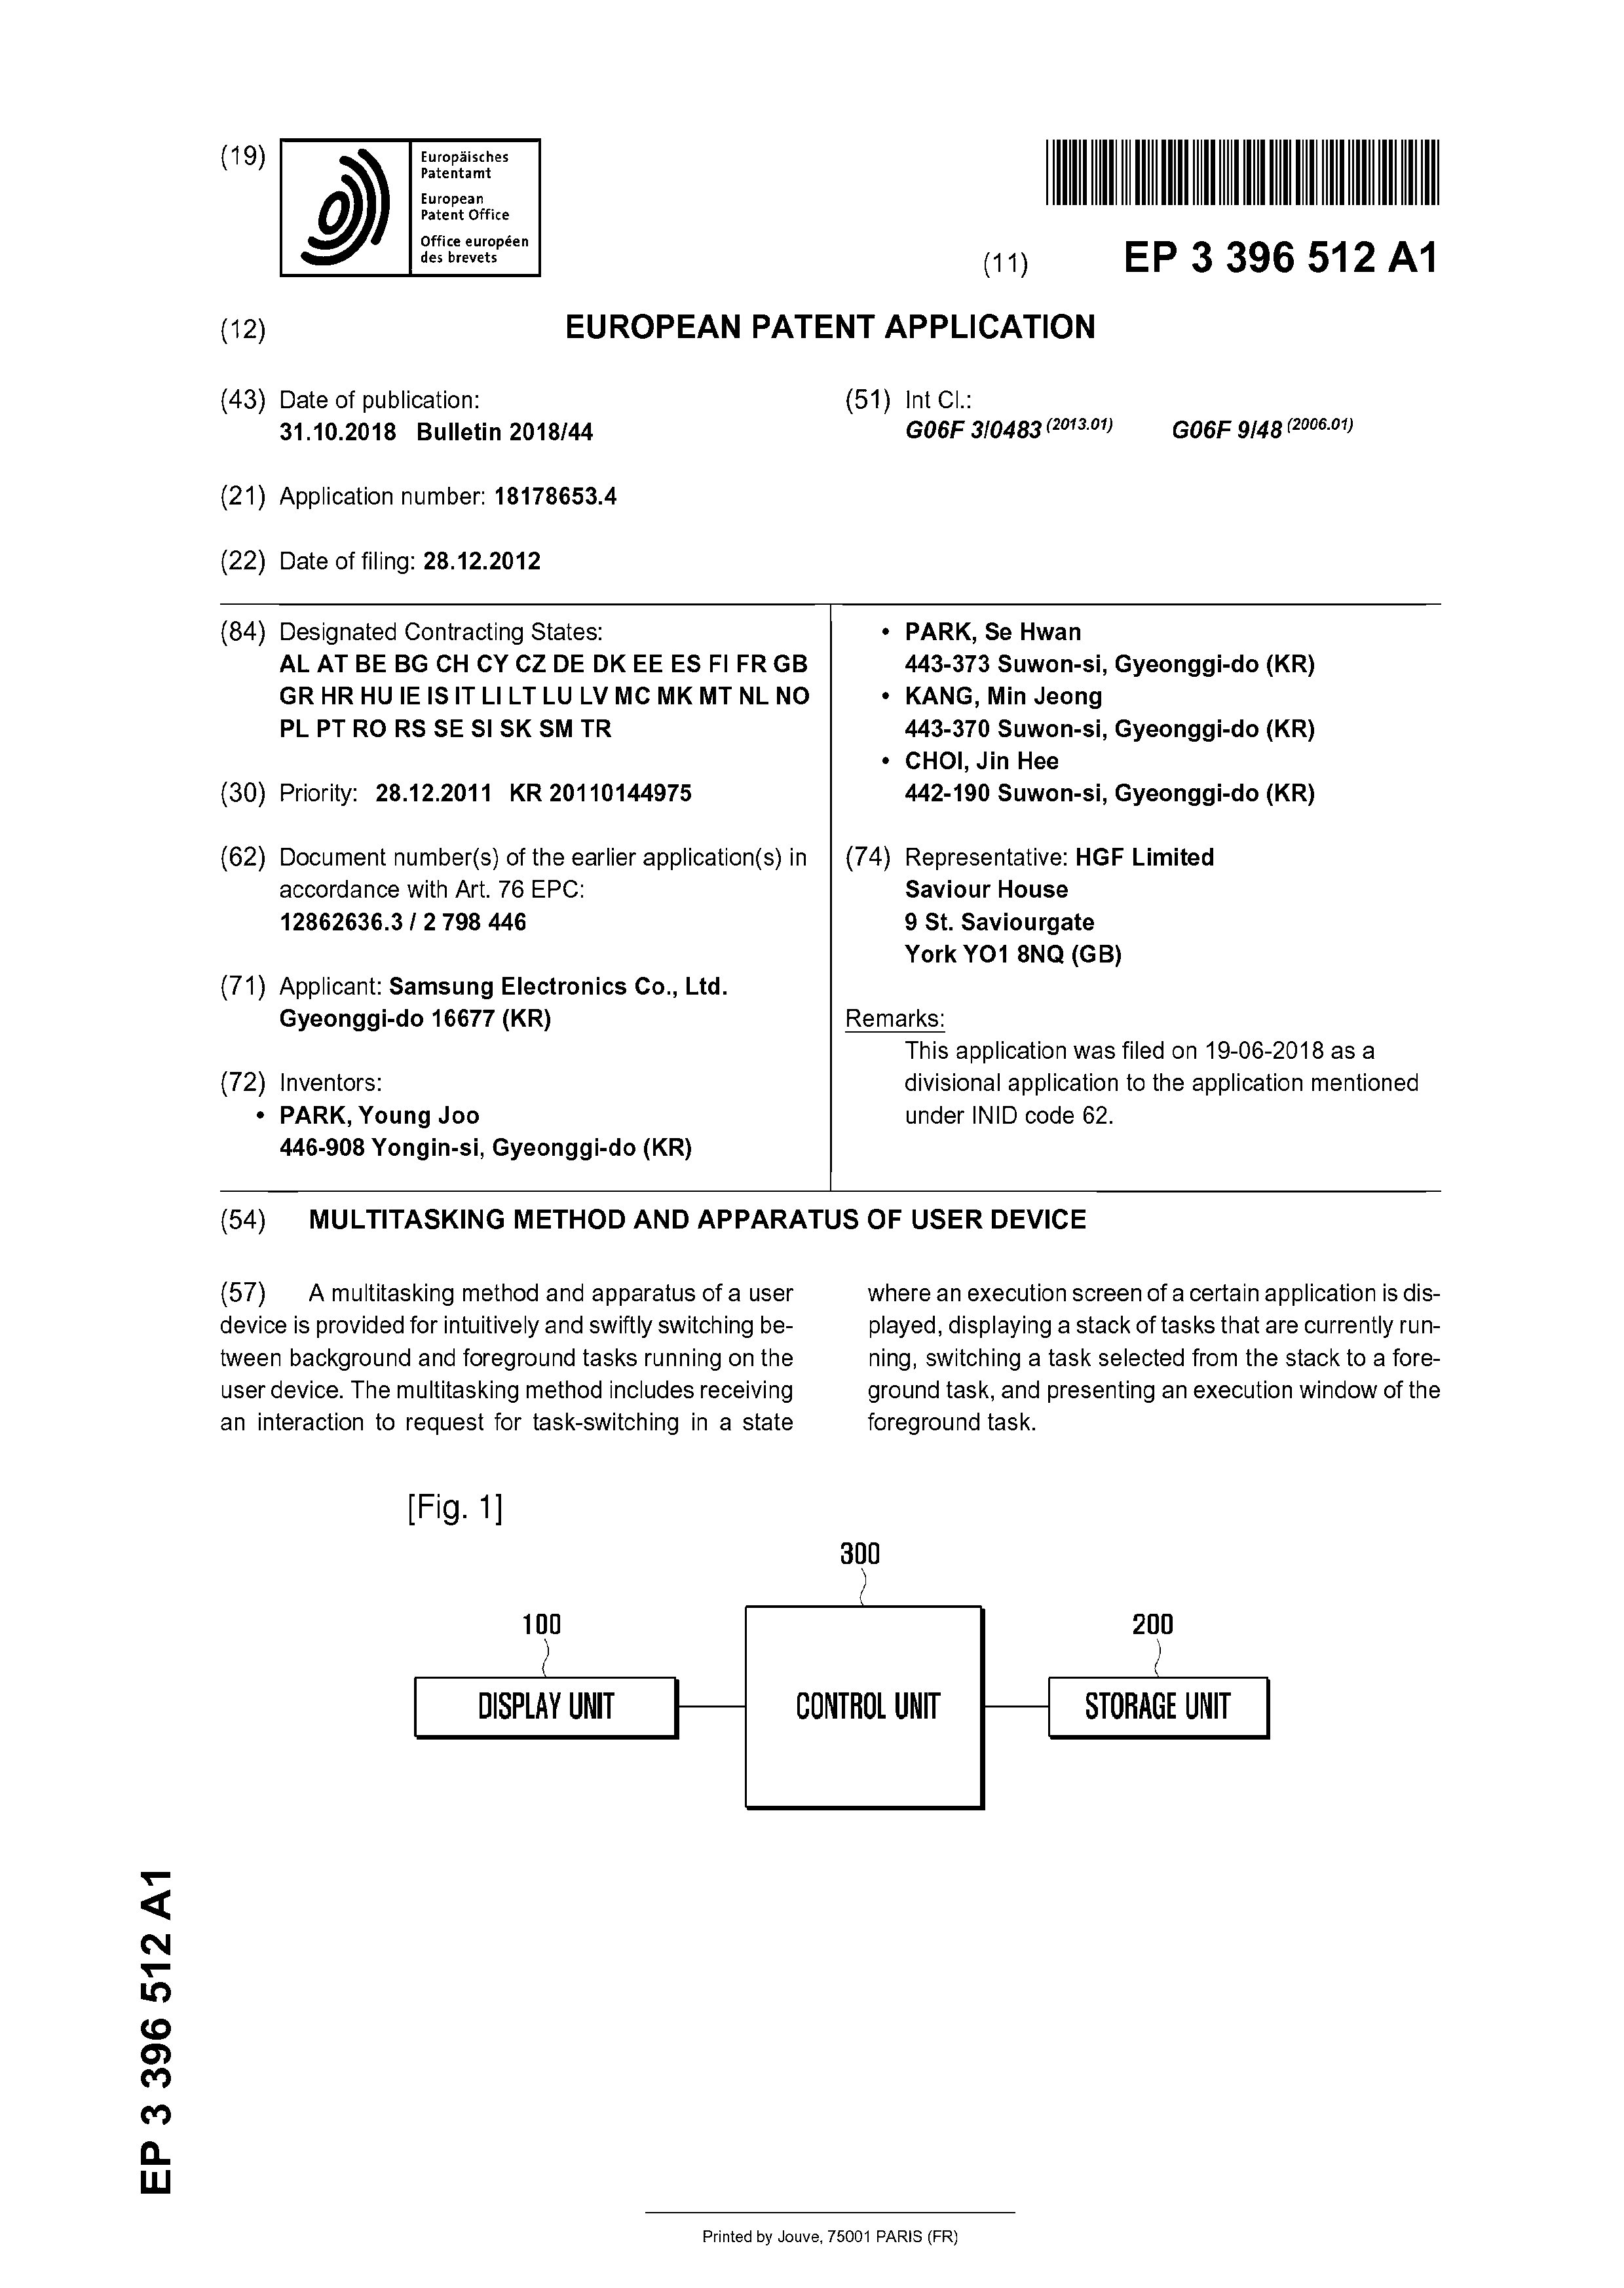 (19)
Europäisches
Patentamt
European
Patent Office
Office européen
des brevets
(11) EP 3 396 512 A1
(12) EUROPEAN PATENT APPLICATION
(43) Date of publication:
31.10.2018 Bulletin 2018/44
(21) Application number: 18178653.4
(22) Date of filing: 28.12.2012
(51) Int Cl.:
G06F 3/0483 (2013.01) G06F 9/48 (2006.01)
(84) Designated Contracting States:
AL AT BE BG CH CY CZ DE DK EE ES FI FR GB
GR HR HU IE IS IT LI LT LU LV MC MK MT NL NO
PL PT RO RS SE SI SK SM TR
(30) Priority: 28.12.2011 KR 20110144975
(62) Document number(s) of the earlier application(s) in
accordance with Art. 76 EPC:
12862636.3 / 2 798 446
(71) Applicant: Samsung Electronics Co., Ltd.
Gyeonggi-do 16677 (KR)
(72) Inventors:
• PARK, Young Joo
446-908 Yongin-si, Gyeonggi-do (KR)
• PARK, Se Hwan
443-373 Suwon-si, Gyeonggi-do (KR)
• KANG, Min Jeong
443-370 Suwon-si, Gyeonggi-do (KR)
• CHOI, Jin Hee
442-190 Suwon-si, Gyeonggi-do (KR)
(74) Representative: HGF Limited
Saviour House
9 St. Saviourgate
York YO1 8NQ (GB)
Remarks:
This application was filed on 19-06-2018 as a
divisional application to the application mentioned
under INID code 62.
(54) MULTITASKING METHOD AND APPARATUS OF USER DEVICE
(57) A multitasking method and apparatus of a user
device is provided for intuitively and swiftly switching be-
tween background and foreground tasks running on the
user device. The multitasking method includes receiving
an interaction to request for task-switching in a state
where an execution screen of a certain application is dis-
played, displaying a stack of tasks that are currently run-
ning, switching a task selected from the stack to a fore-
ground task, and presenting an execution window of the
foreground task.
[Fig. 1]
300
100
200
DISPLAY UNIT
CONTROL UNIT
STORAGE UNIT
EP 3 396 512 A1
Printed by Jouve, 75001 PARIS (FR)